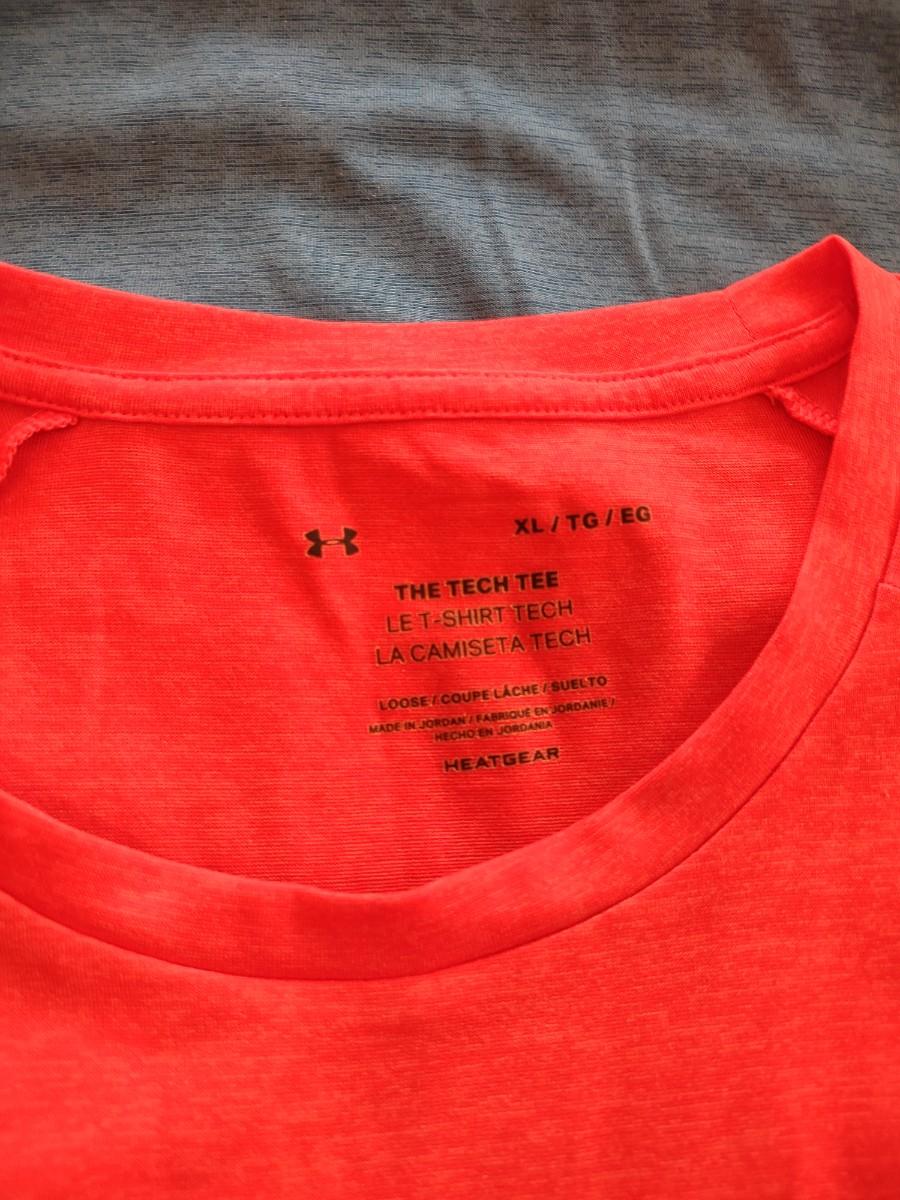 XL / TG / EG
THE TECH TEE
LE T-SHIRT TECH
LA CAMISETA TECH
LOOSE / COUPE LÂCHE / SUELTO
MADE IN JORDAN / FABRIQUÉ EN JORDANIE /
HECHO EN JORDANIA
HEATGEAR